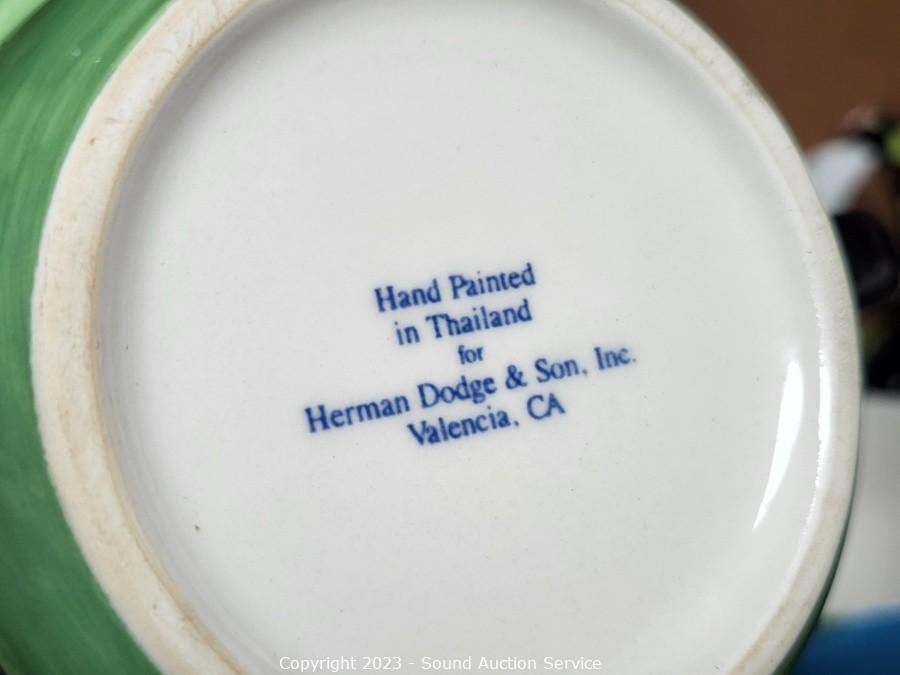 Hand Painted
in Thailand
for
Herman Dodge & Son, Inc.
Valencia, CA
Copyright 2023 - Sound Auction Service